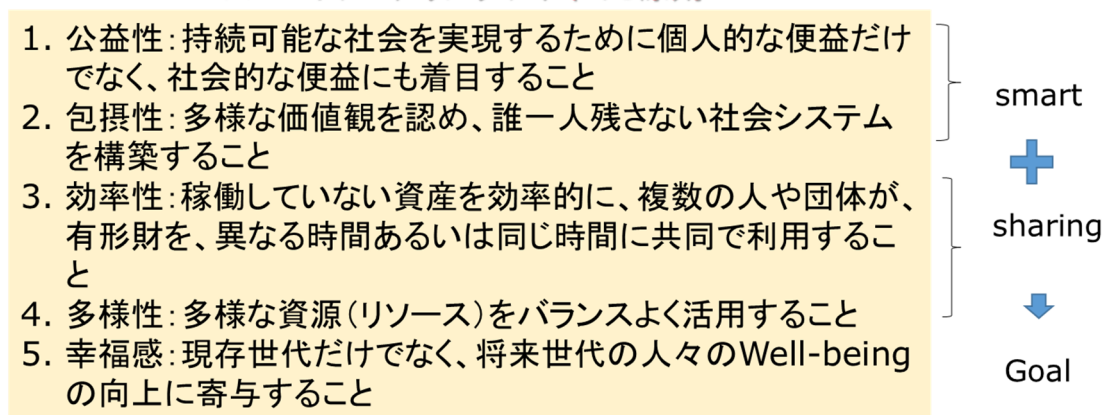 1. 公益性：持続可能な社会を実現するために個人的な便益だけ
でなく、社会的な便益にも着目すること
2. 包摂性：多様な価値観を認め、誰一人残さない社会システム
を構築すること
3. 効率性：稼働していない資産を効率的に、複数の人や団体が、
有形財を、異なる時間あるいは同じ時間に共同で利用するこ
と
4. 多様性：多様な資源（リソース）をバランスよく活用すること
5. 幸福感：現存世代だけでなく、将来世代の人々のWell-being
の向上に寄与すること
smart
sharing
Goal